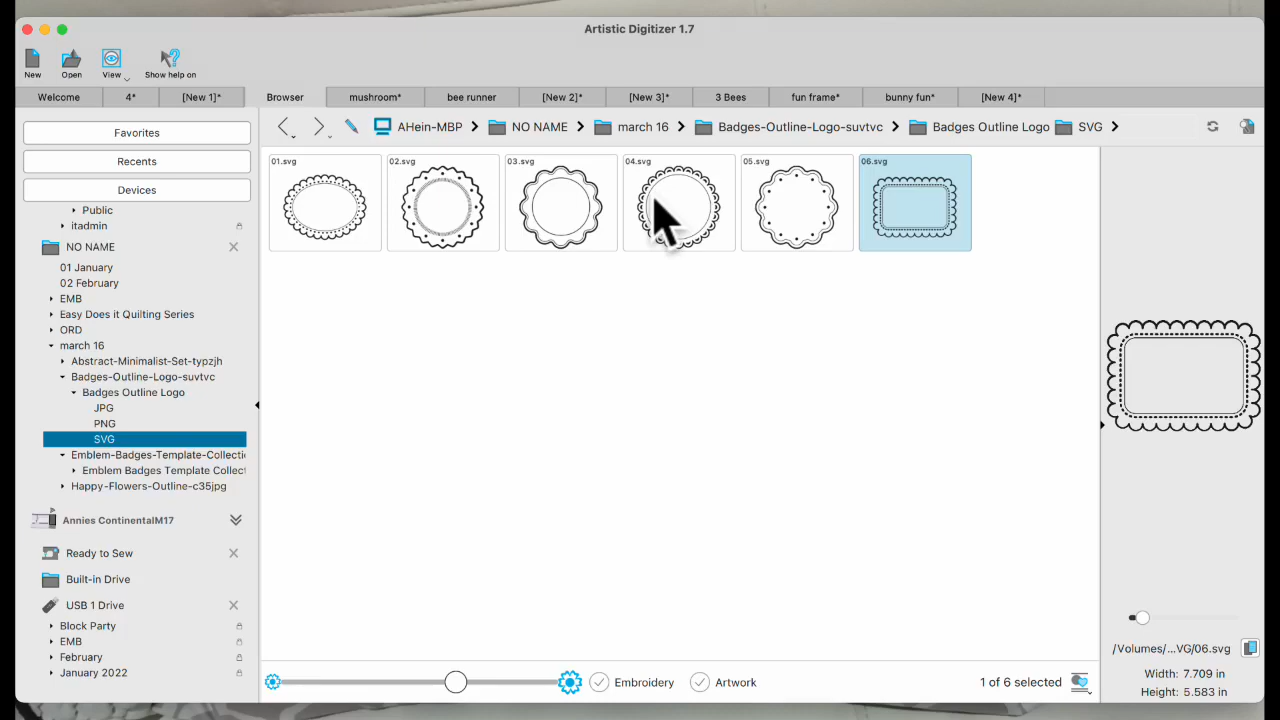 Artistic Digitizer 1.7
New
Open
View
Show help on
Welcome
4*
[New 1]*
Browser
mushroom*
bee runner
[New 2]*
[New 3]*
3 Bees
fun frame*
bunny fun*
[New 4]*
Favorites
Recents
Devices
AHein-MBP
NO NAME
march 16
Badges-Outline-Logo-suvtvc
Badges Outline Logo
SVG
Public
itadmin
NO NAME
01 January
02 February
EMB
Easy Does it Quilting Series
ORD
march 16
Abstract-Minimalist-Set-typzjh
Badges-Outline-Logo-suvtvc
Badges Outline Logo
JPG
PNG
SVG
Emblem-Badges-Template-Collecti
Emblem Badges Template Collect
Happy-Flowers-Outline-c35jpg
Annies ContinentalM17
Ready to Sew
Built-in Drive
USB 1 Drive
Block Party
EMB
February
January 2022
01.svg
02.svg
03.svg
04.svg
05.svg
06.svg
Embroidery
Artwork
1 of 6 selected
/Volumes/...VG/06.svg
Width: 7.709 in
Height: 5.583 in